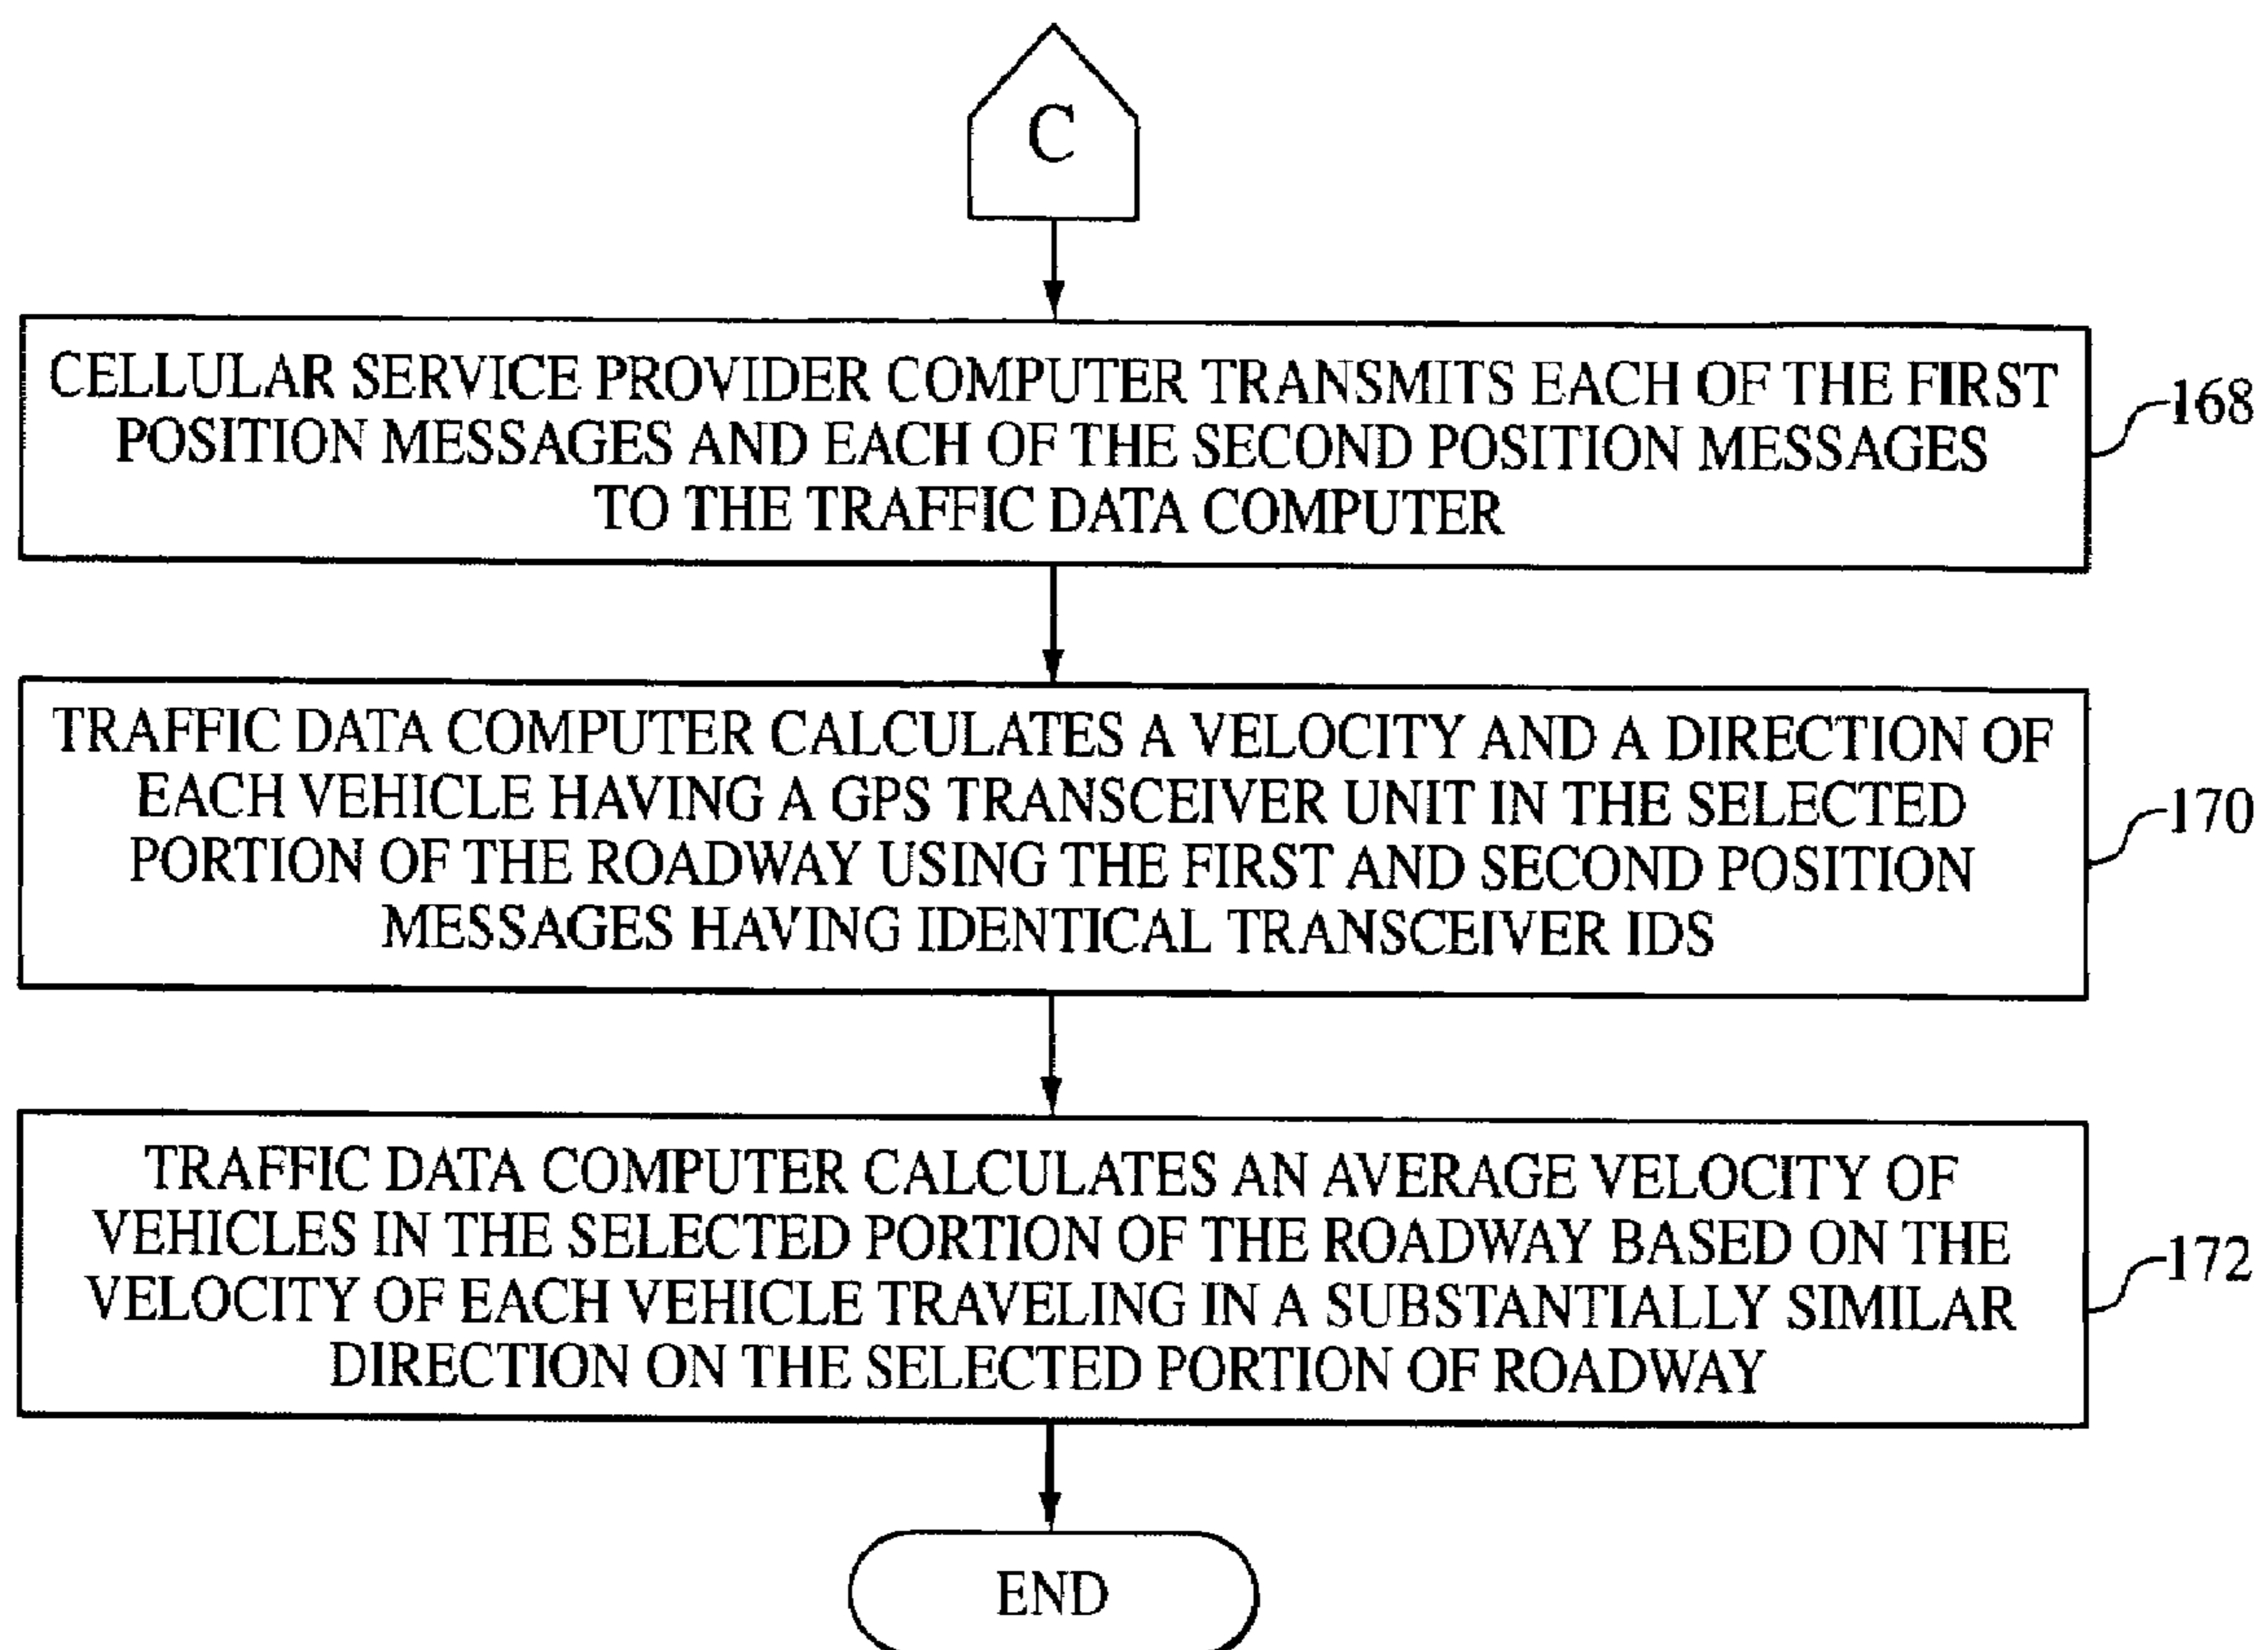 C
CELLULAR SERVICE PROVIDER COMPUTER TRANSMITS EACH OF THE FIRST
POSITION MESSAGES AND EACH OF THE SECOND POSITION MESSAGES
TO THE TRAFFIC DATA COMPUTER
168
TRAFFIC DATA COMPUTER CALCULATES A VELOCITY AND A DIRECTION OF
EACH VEHICLE HAVING A GPS TRANSCEIVER UNIT IN THE SELECTED
PORTION OF THE ROADWAY USING THE FIRST AND SECOND POSITION
MESSAGES HAVING IDENTICAL TRANSCEIVER IDS
170
TRAFFIC DATA COMPUTER CALCULATES AN AVERAGE VELOCITY OF
VEHICLES IN THE SELECTED PORTION OF THE ROADWAY BASED ON THE
VELOCITY OF EACH VEHICLE TRAVELING IN A SUBSTANTIALLY SIMILAR
DIRECTION ON THE SELECTED PORTION OF ROADWAY
172
END